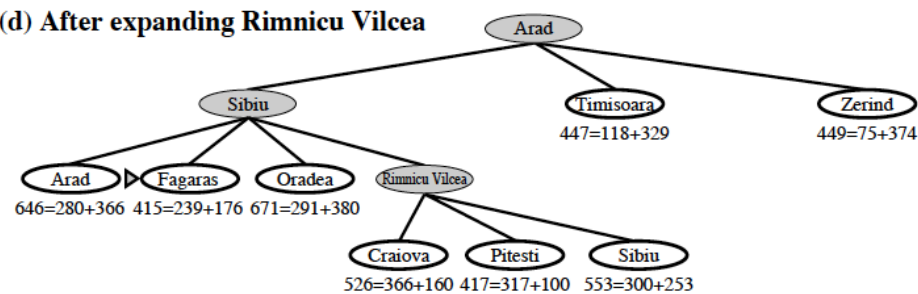 (d) After expanding Rimnicu Vilcea
Arad
Sibiu
Timisoara
Zerind
447=118+329
449=75+374
Arad
Fagaras
Oradea
Rimnicu Vilcea
646=280+366
415=239+176
671=291+380
Craiova
Pitesti
Sibiu
526=366+160
417=317+100
553=300+253